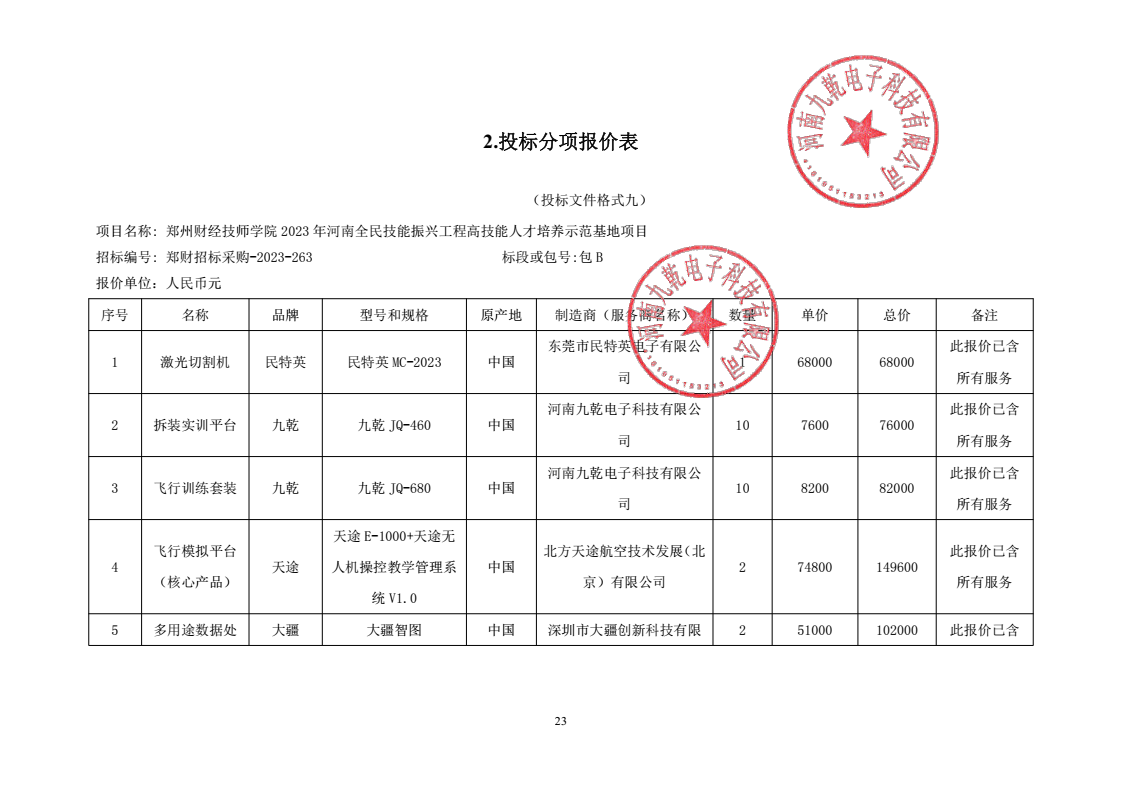 河南九乾电子科技有限公司
2.投标分项报价表
（投标文件格式九）
项目名称: 郑州财经技师学院 2023 年河南全民技能振兴工程高技能人才培养示范基地项目
招标编号: 郑财招标采购-2023-263 标段或包号:包 B
报价单位：人民币元
河南九乾电子科技有限公司
序号 名称 品牌 型号和规格 原产地 制造商（服务商名称） 数量 单价 总价 备注
1 激光切割机 民特英 民特英 MC-2023 中国 东莞市民特英电子有限公
司 1 68000 68000 此报价已含
所有服务
2 拆装实训平台 九乾 九乾 JQ-460 中国 河南九乾电子科技有限公
司 10 7600 76000 此报价已含
所有服务
3 飞行训练套装 九乾 九乾 JQ-680 中国 河南九乾电子科技有限公
司 10 8200 82000 此报价已含
所有服务
4 飞行模拟平台
（核心产品） 天途 天途 E-1000+天途无
人机操控教学管理系
统 V1.0 中国 北方天途航空技术发展（北
京）有限公司 2 74800 149600 此报价已含
所有服务
5 多用途数据处 大疆 大疆智图 中国 深圳市大疆创新科技有限 2 51000 102000 此报价已含
23